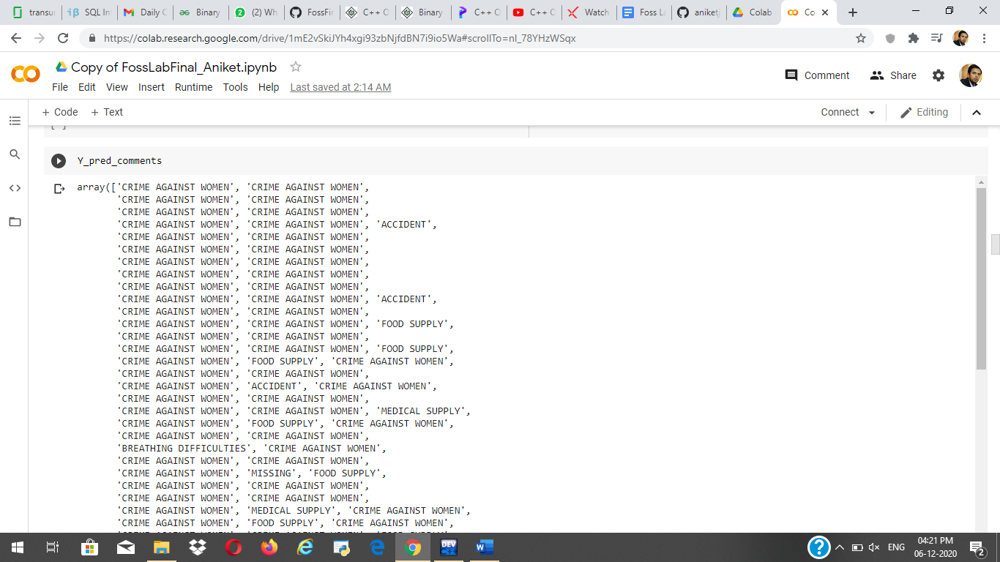 transur
SQL In
Daily C
Binary
(2) Wh
FossFir
C++ C
Binary
C++ C
C++ C
Watch
Foss La
aniketj
Colab
Co
https://colab.research.google.com/drive/1mE2vSkiJYh4xgi93zbNjfdBN7i9io5Wa#scrollTo=nI_78YHzWSqx
Copy of FossLabFinal_Aniket.ipynb
Comment
Share
File Edit View Insert Runtime Tools Help Last saved at 2:14 AM
+ Code + Text
Connect
Editing
[ ]
Y_pred_comments
array(['CRIME AGAINST WOMEN', 'CRIME AGAINST WOMEN',
'CRIME AGAINST WOMEN', 'CRIME AGAINST WOMEN',
'CRIME AGAINST WOMEN', 'CRIME AGAINST WOMEN',
'CRIME AGAINST WOMEN', 'CRIME AGAINST WOMEN', 'ACCIDENT',
'CRIME AGAINST WOMEN', 'CRIME AGAINST WOMEN',
'CRIME AGAINST WOMEN', 'CRIME AGAINST WOMEN',
'CRIME AGAINST WOMEN', 'CRIME AGAINST WOMEN',
'CRIME AGAINST WOMEN', 'CRIME AGAINST WOMEN',
'CRIME AGAINST WOMEN', 'CRIME AGAINST WOMEN',
'CRIME AGAINST WOMEN', 'CRIME AGAINST WOMEN', 'ACCIDENT',
'CRIME AGAINST WOMEN', 'CRIME AGAINST WOMEN',
'CRIME AGAINST WOMEN', 'CRIME AGAINST WOMEN', 'FOOD SUPPLY',
'CRIME AGAINST WOMEN', 'CRIME AGAINST WOMEN',
'CRIME AGAINST WOMEN', 'CRIME AGAINST WOMEN', 'FOOD SUPPLY',
'CRIME AGAINST WOMEN', 'FOOD SUPPLY', 'CRIME AGAINST WOMEN',
'CRIME AGAINST WOMEN', 'CRIME AGAINST WOMEN',
'CRIME AGAINST WOMEN', 'ACCIDENT', 'CRIME AGAINST WOMEN',
'CRIME AGAINST WOMEN', 'CRIME AGAINST WOMEN',
'CRIME AGAINST WOMEN', 'CRIME AGAINST WOMEN', 'MEDICAL SUPPLY',
'CRIME AGAINST WOMEN', 'FOOD SUPPLY', 'CRIME AGAINST WOMEN',
'CRIME AGAINST WOMEN', 'CRIME AGAINST WOMEN',
'BREATHING DIFFICULTIES', 'CRIME AGAINST WOMEN',
'CRIME AGAINST WOMEN', 'CRIME AGAINST WOMEN',
'CRIME AGAINST WOMEN', 'MISSING', 'FOOD SUPPLY',
'CRIME AGAINST WOMEN', 'CRIME AGAINST WOMEN',
'CRIME AGAINST WOMEN', 'CRIME AGAINST WOMEN',
'CRIME AGAINST WOMEN', 'MEDICAL SUPPLY', 'CRIME AGAINST WOMEN',
'CRIME AGAINST WOMEN', 'FOOD SUPPLY', 'CRIME AGAINST WOMEN',
ENG
04:21 PM
06-12-2020
2